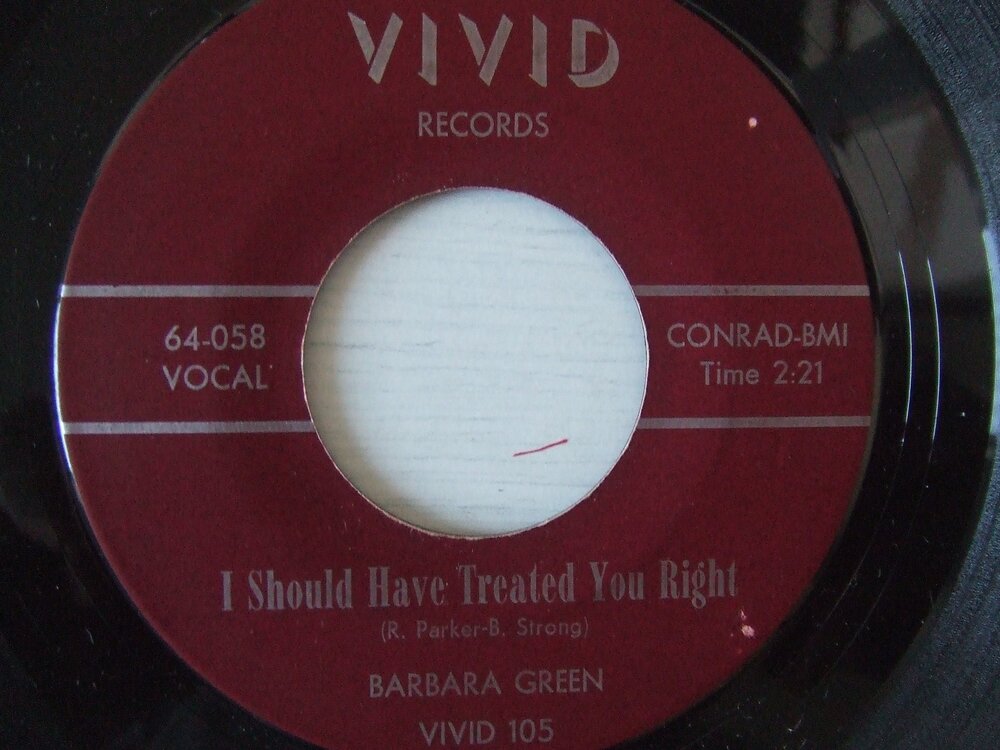 VIVID
RECORDS
64-058
VOCAL
CONRAD-BMI
Time 2:21
I Should Have Treated You Right
(R. Parker-B. Strong)
BARBARA GREEN
VIVID 105